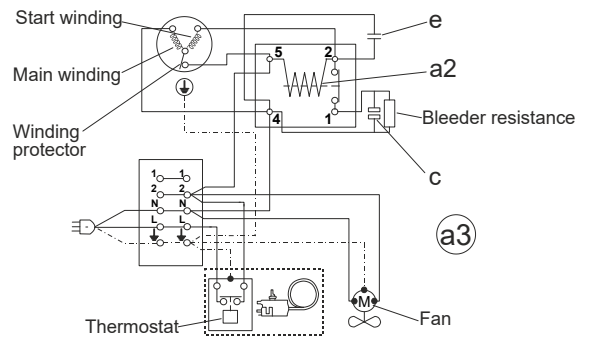 Start winding
e
5 2
a2
Main winding
4 1
Bleeder resistance
Winding
protector
c
1 1
2 2
N N
L L
a3
M
Thermostat
Fan